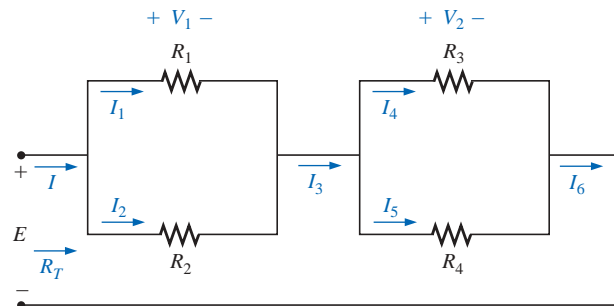 + V1 − + V2 −
R1 R3
I1 I4
+ I I3 I6
I2 I5
E
RT
R2 R4
−